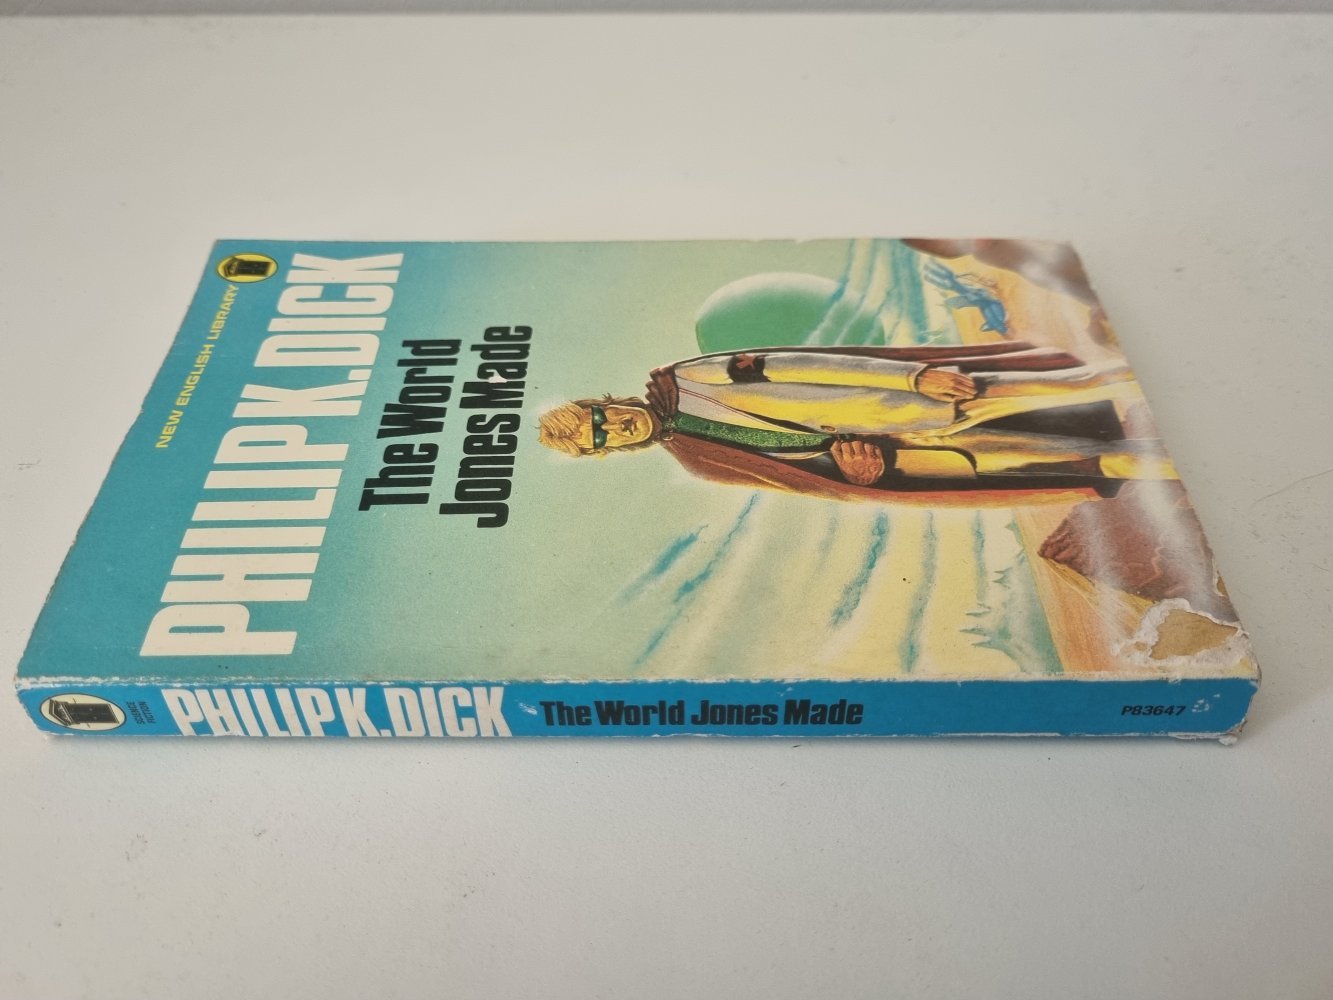 NEW ENGLISH LIBRARY
PHILIP K. DICK
The World
Jones Made
SCIENCE
FICTION
PHILIP K. DICK
The World Jones Made
P83647